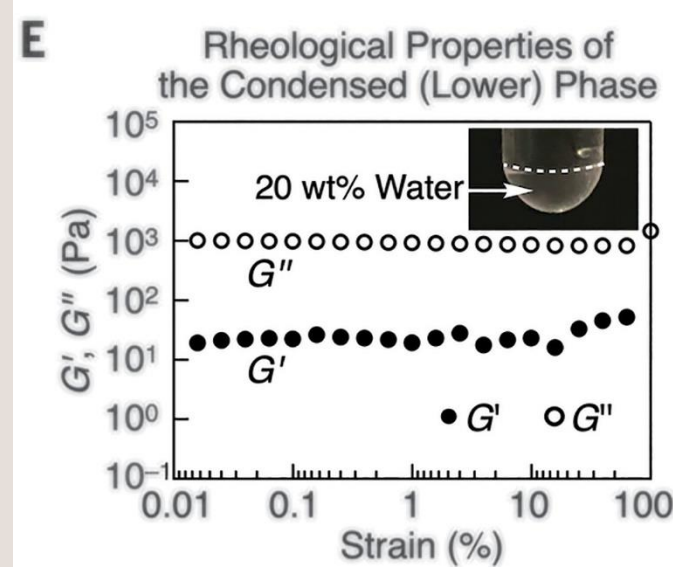 E
Rheological Properties of
the Condensed (Lower) Phase
G', G'' (Pa)
10⁵
10⁴
10³
10²
10¹
10⁰
10⁻¹
20 wt% Water
G''
G'
G' G''
0.01 0.1 1 10 100
Strain (%)